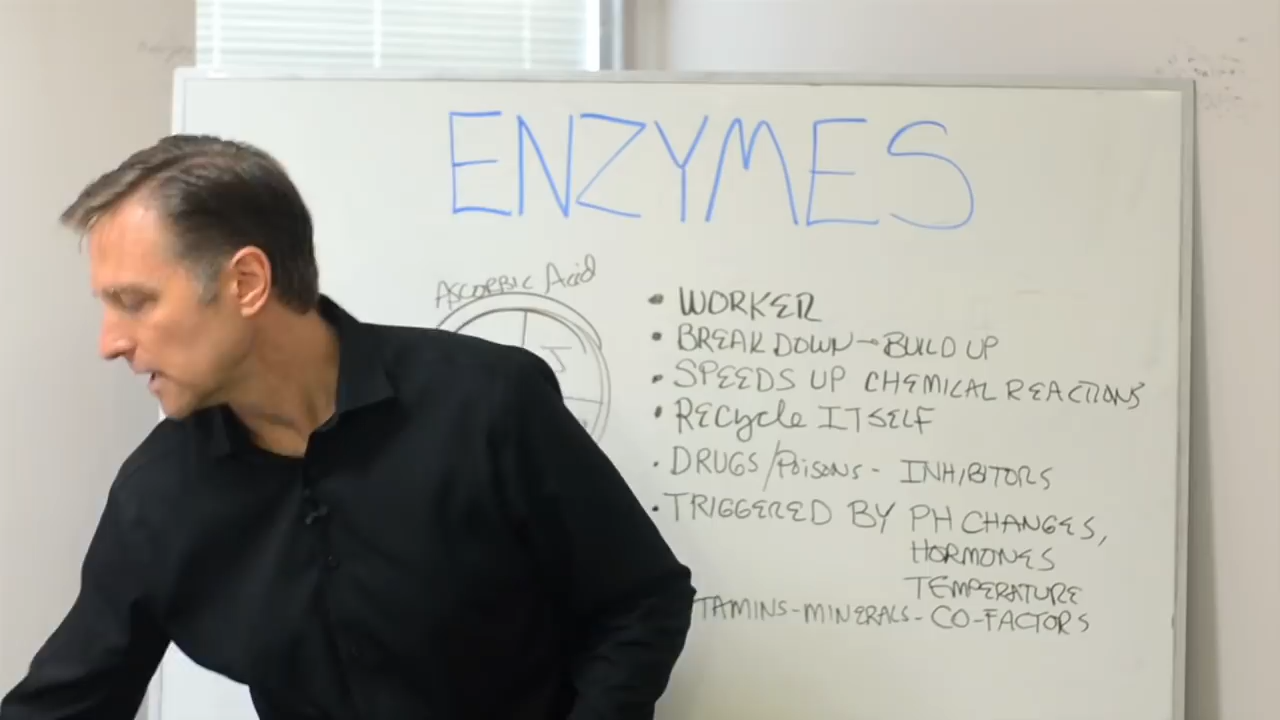 ENZYMES
ASCORBIC Acid
• WORKER
• BREAK DOWN - BUILD UP
• SPEEDS UP CHEMICAL REACTIONS
• RECycle ITSELF
• DRUGS/POISONS - INHIBITORS
• TRIGGERED BY PH CHANGES,
HORMONES
TEMPERATURE
TAMINS-MINERALS-CO-FACTORS